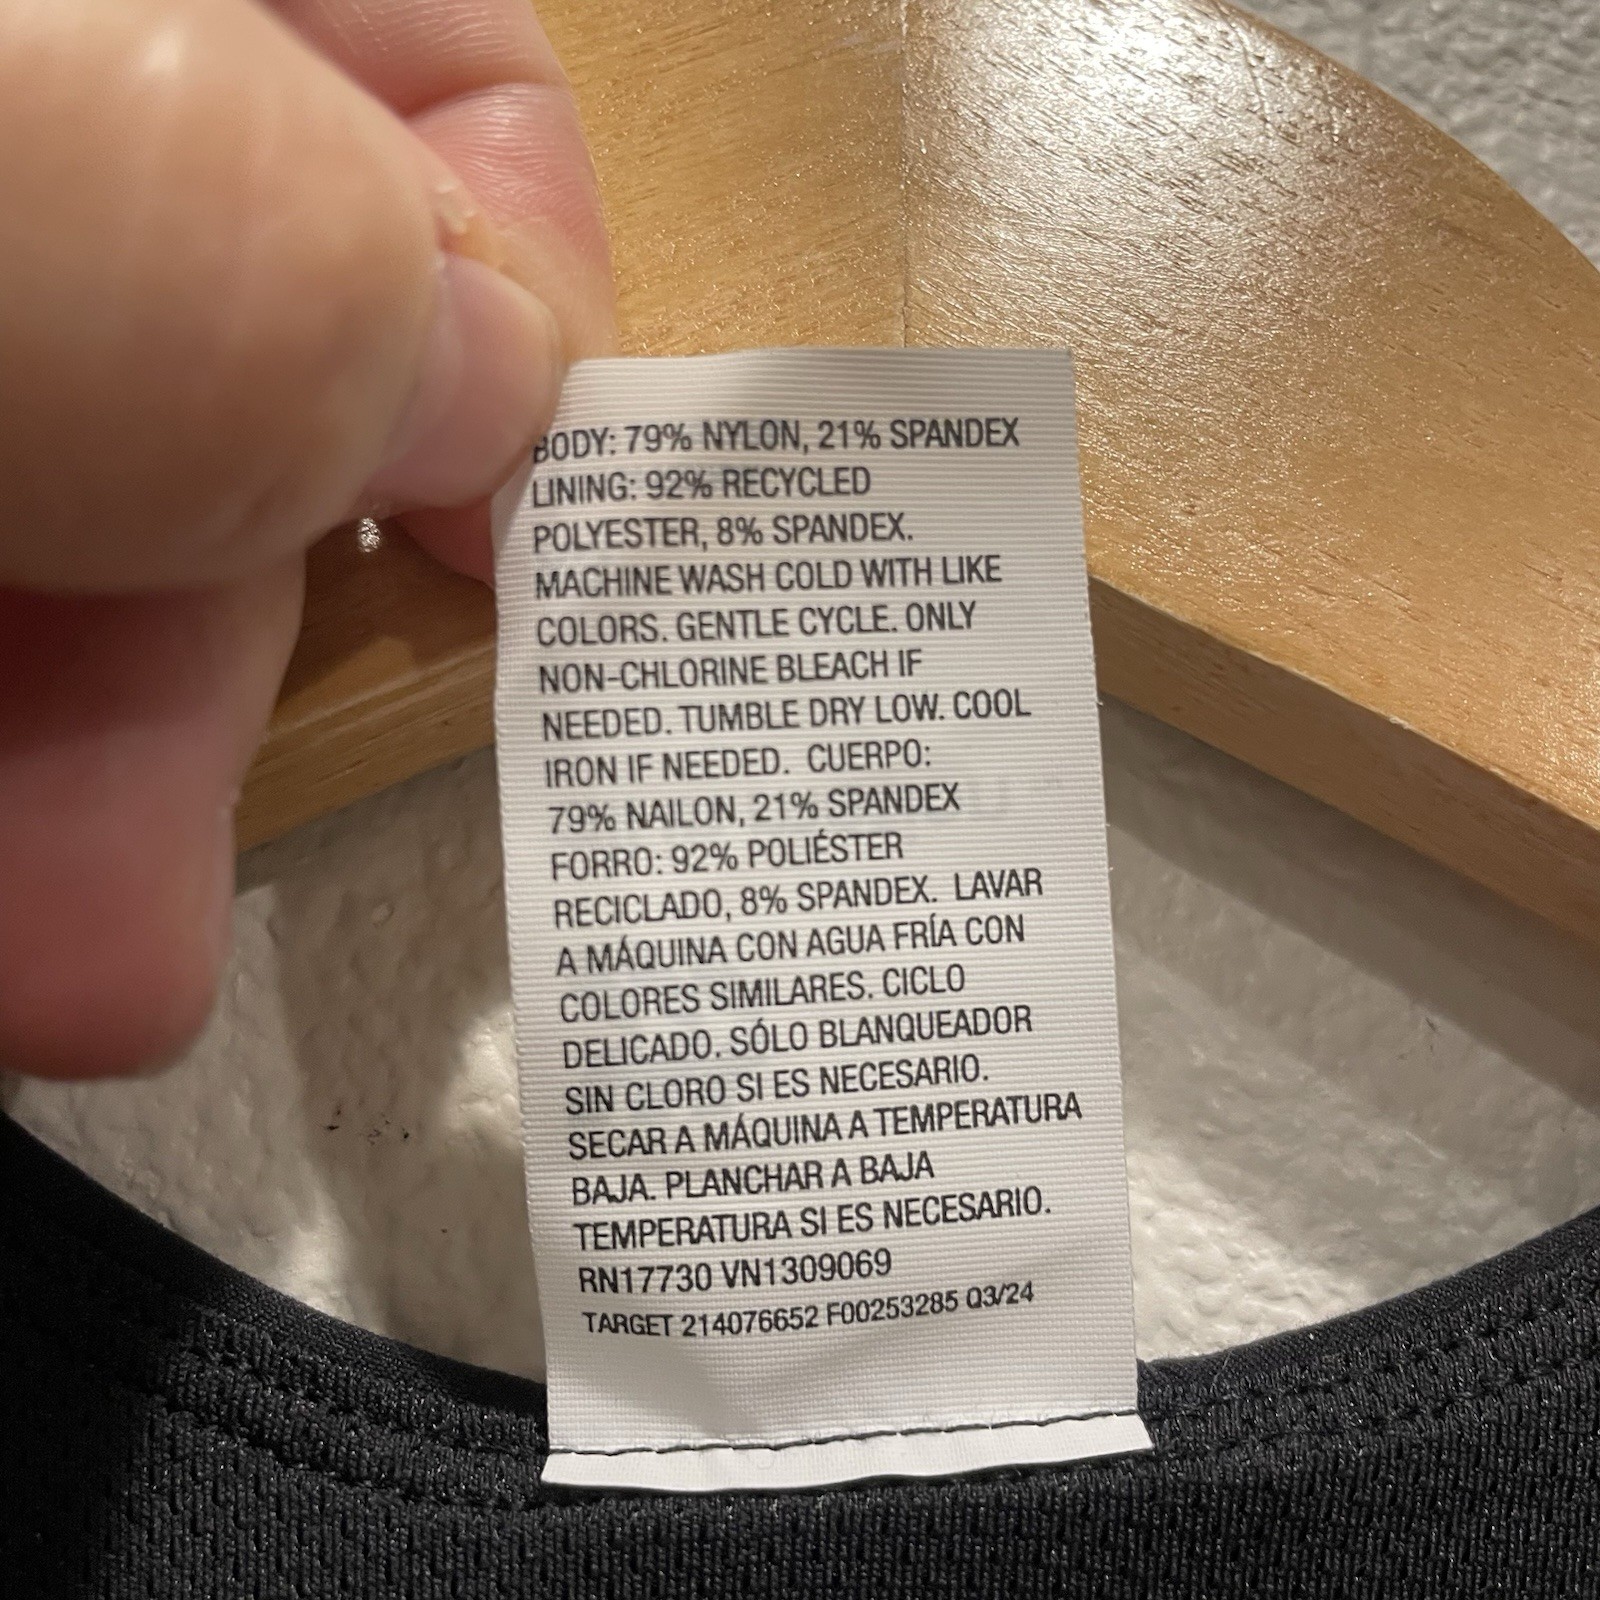 BODY: 79% NYLON, 21% SPANDEX
LINING: 92% RECYCLED
POLYESTER, 8% SPANDEX.
MACHINE WASH COLD WITH LIKE
COLORS. GENTLE CYCLE. ONLY
NON-CHLORINE BLEACH IF
NEEDED. TUMBLE DRY LOW. COOL
IRON IF NEEDED. CUERPO:
79% NAILON, 21% SPANDEX
FORRO: 92% POLIÉSTER
RECICLADO, 8% SPANDEX. LAVAR
A MÁQUINA CON AGUA FRÍA CON
COLORES SIMILARES. CICLO
DELICADO. SÓLO BLANQUEADOR
SIN CLORO SI ES NECESARIO.
SECAR A MÁQUINA A TEMPERATURA
BAJA. PLANCHAR A BAJA
TEMPERATURA SI ES NECESARIO.
RN17730 VN1309069
TARGET 214076652 F00253285 Q3/24